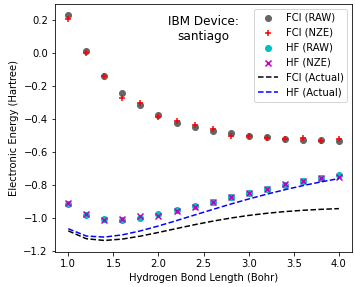 IBM Device:
santiago
FCI (RAW)
FCI (NZE)
HF (RAW)
HF (NZE)
FCI (Actual)
HF (Actual)
Electronic Energy (Hartree)
0.2
0.0
−0.2
−0.4
−0.6
−0.8
−1.0
−1.2
1.0
1.5
2.0
2.5
3.0
3.5
4.0
Hydrogen Bond Length (Bohr)